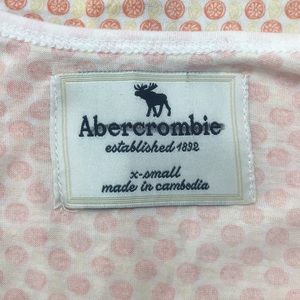 Abercrombie
established 1892
x-small
made in cambodia